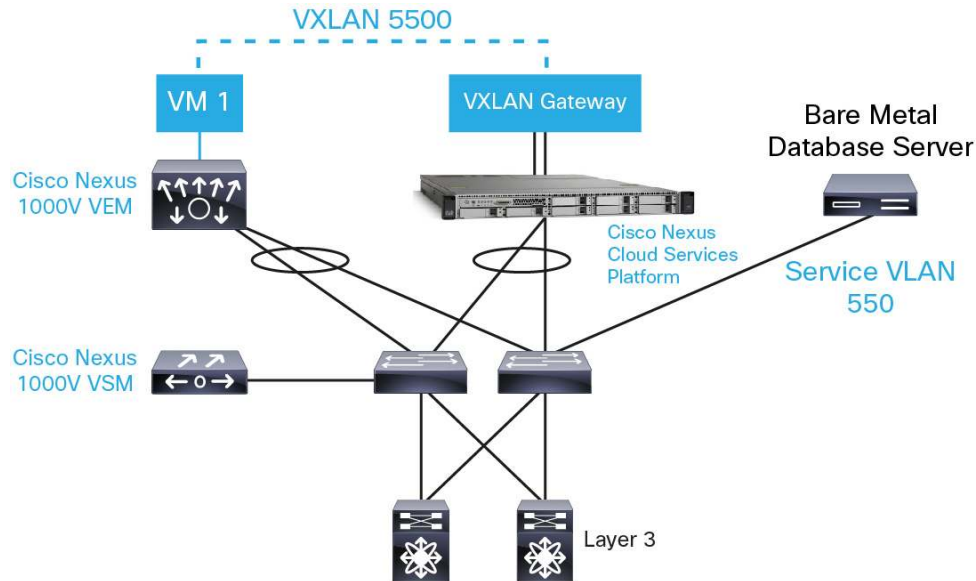 VXLAN 5500
VM 1
VXLAN Gateway
Bare Metal
Database Server
Cisco Nexus
1000V VEM
Cisco Nexus
Cloud Services
Platform
Service VLAN
550
Cisco Nexus
1000V VSM
Layer 3